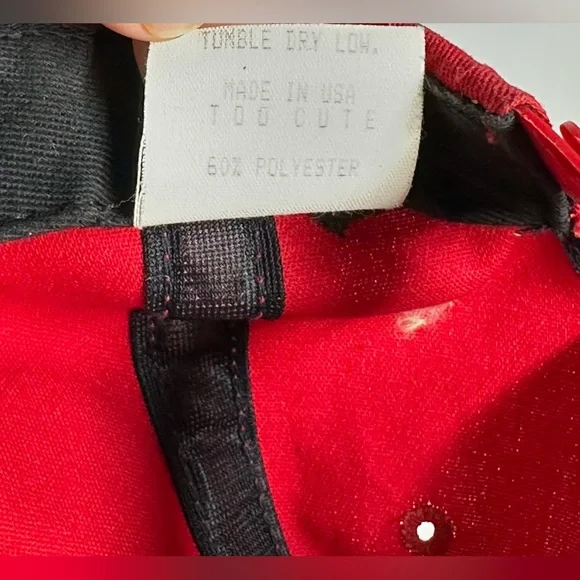 TUMBLE DRY LOW.
MADE IN USA
TOO CUTE
60% POLYESTER